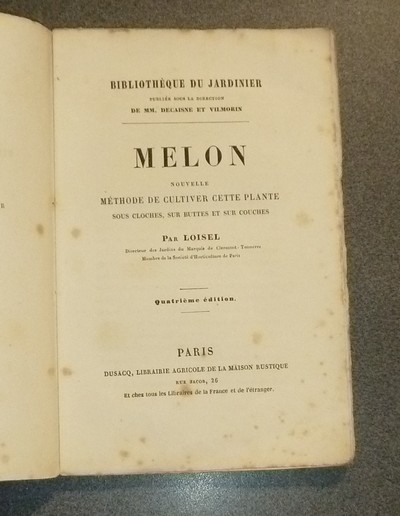 BIBLIOTHÈQUE DU JARDINIER
PUBLIÉE SOUS LA DIRECTION
DE MM. DECAISNE ET VILMORIN
MELON
NOUVELLE
MÉTHODE DE CULTIVER CETTE PLANTE
SOUS CLOCHES, SUR BUTTES ET SUR COUCHES
PAR LOISEL
Directeur des Jardins du Marquis de Clermont-Tonnerre
Membre de la Société d'Horticulture de Paris
Quatrième édition.
PARIS
DUSACQ, LIBRAIRIE AGRICOLE DE LA MAISON RUSTIQUE
RUE JACOB, 26
Et chez tous les Libraires de la France et de l'étranger.